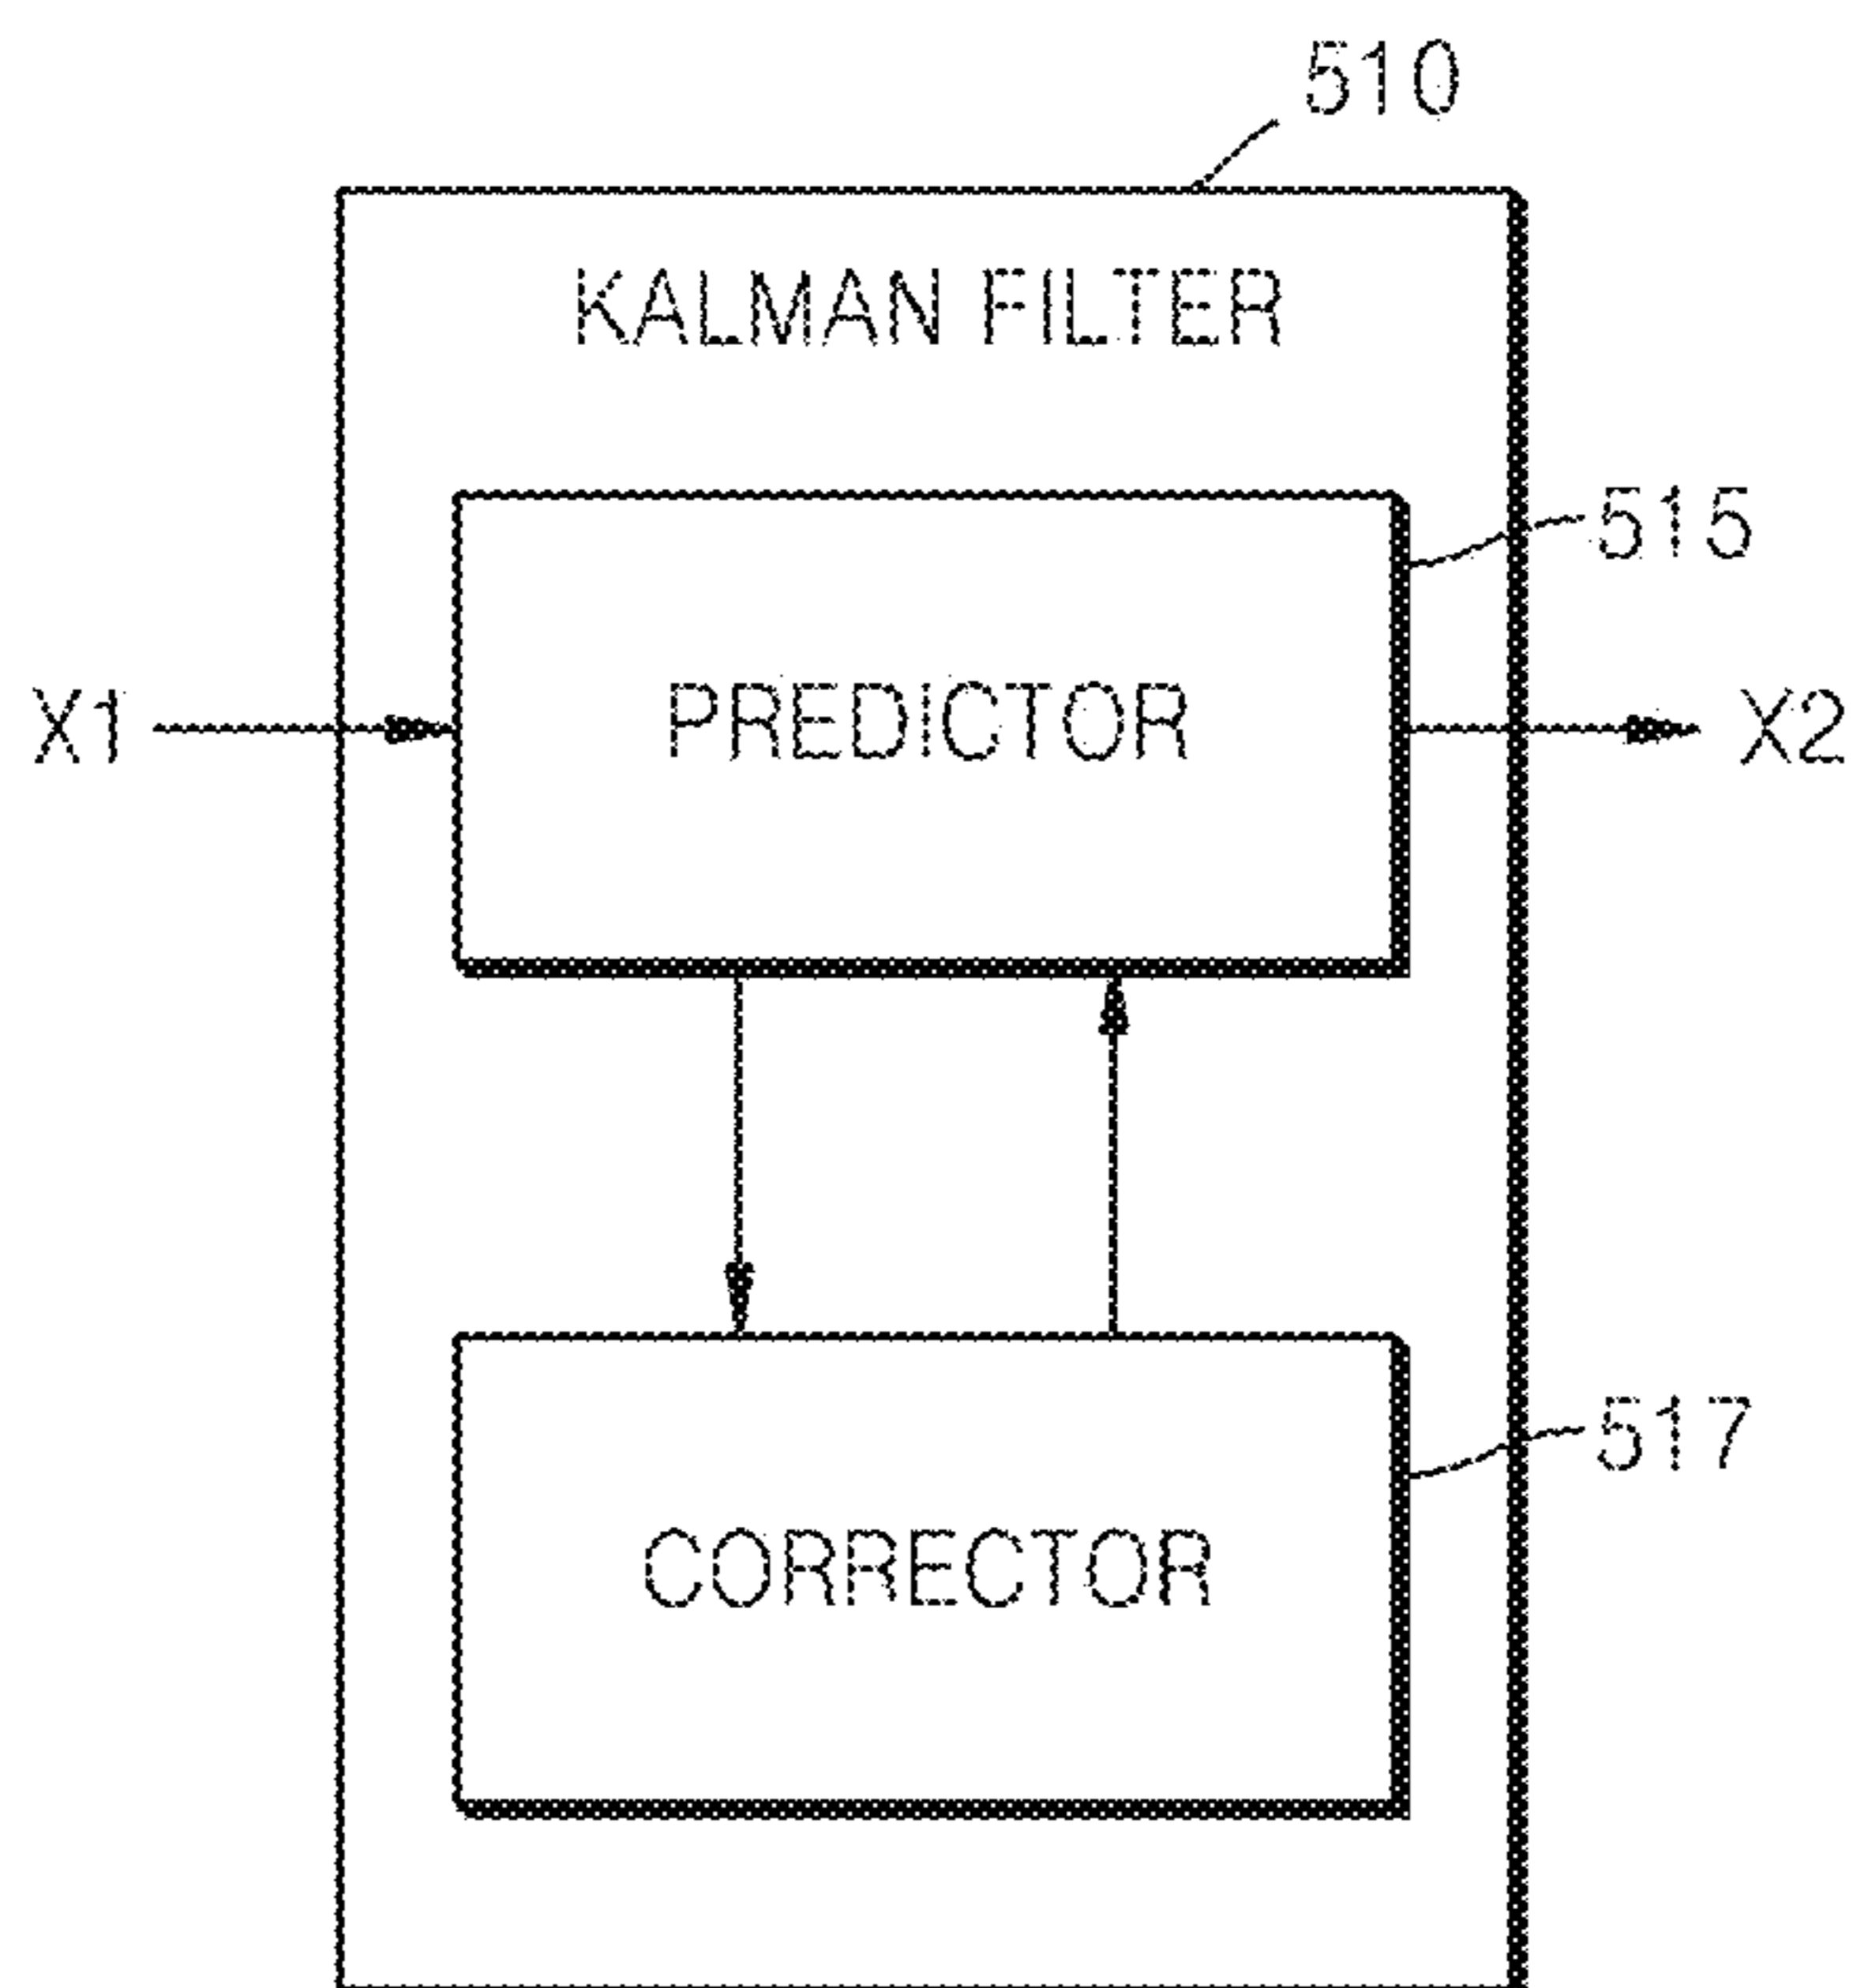 510
KALMAN FILTER
515
X1
PREDICTOR
X2
517
CORRECTOR